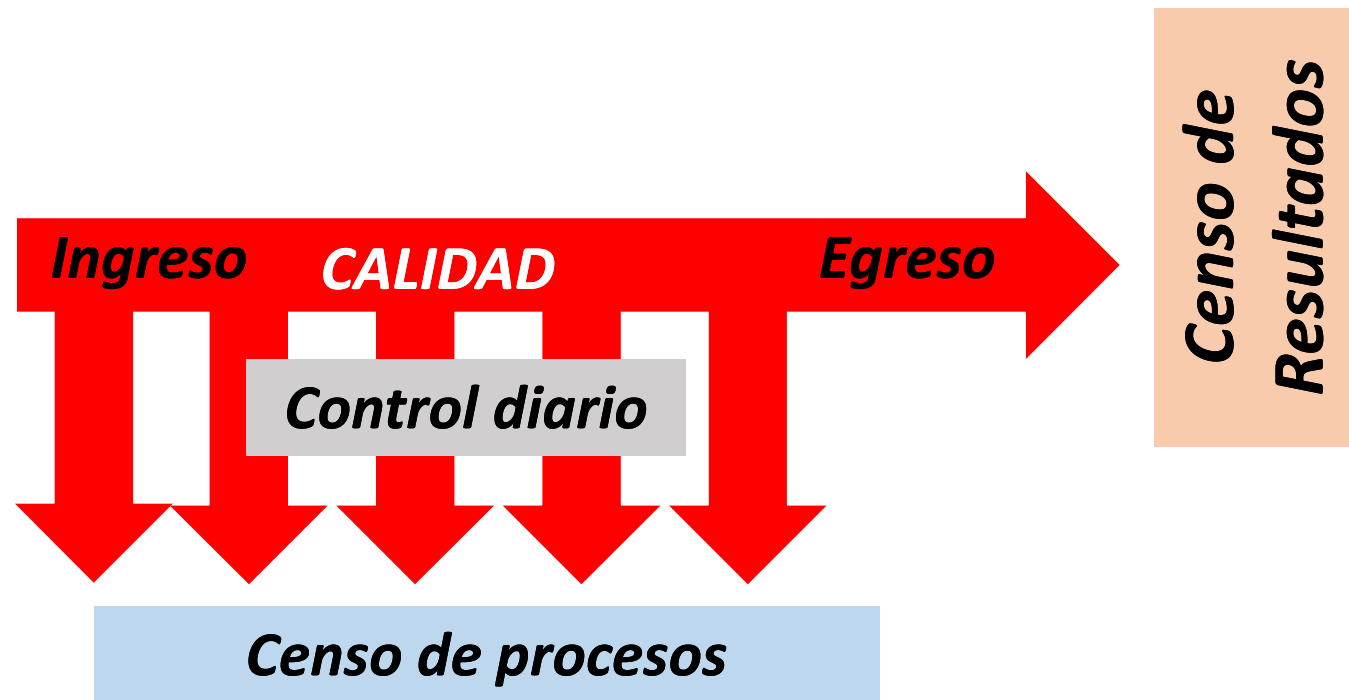 Ingreso
CALIDAD
Egreso
Control diario
Censo de procesos
Censo de
Resultados